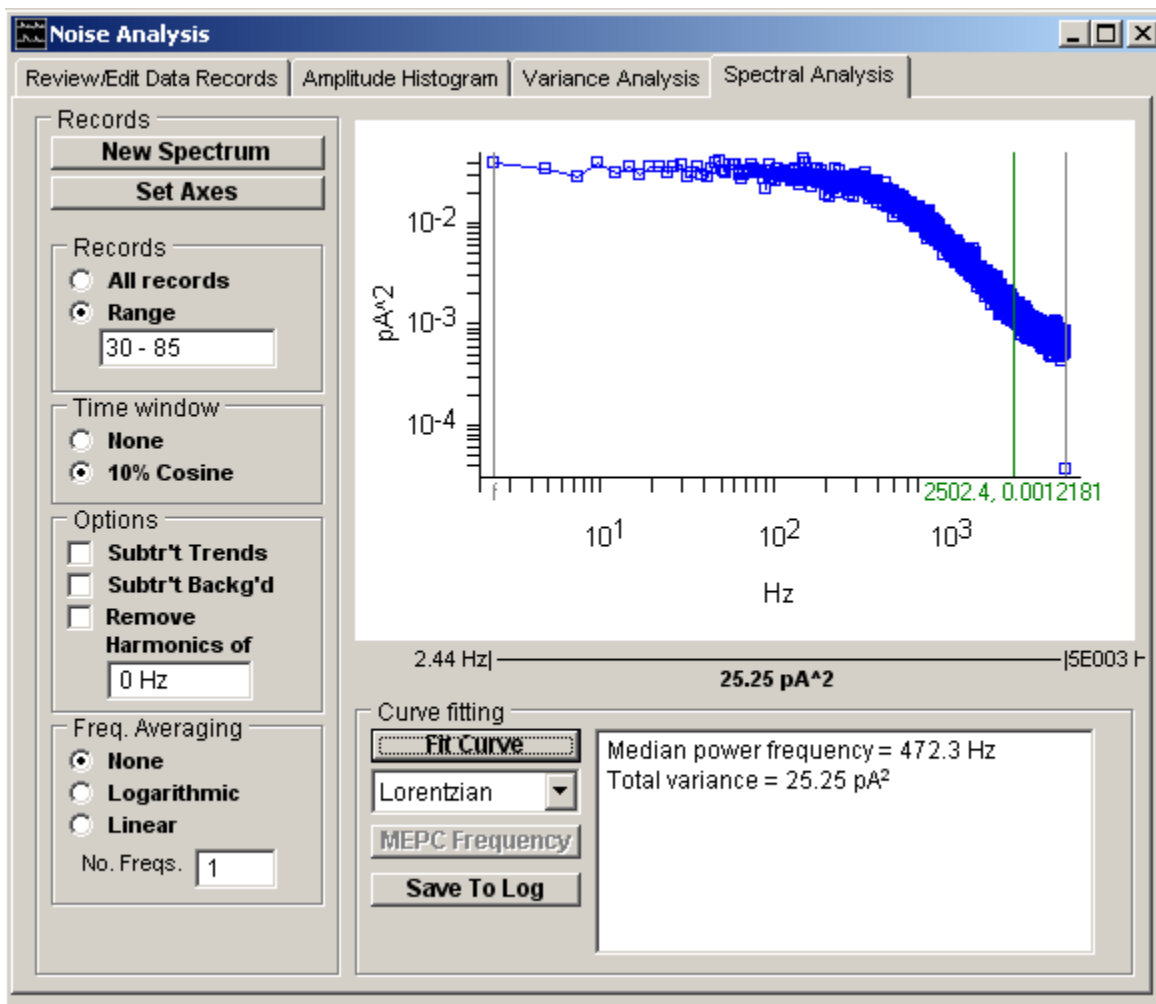 Noise Analysis
Review/Edit Data Records
Amplitude Histogram
Variance Analysis
Spectral Analysis
Records
New Spectrum
Set Axes
Records
All records
Range
30 - 85
Time window
None
10% Cosine
Options
Subtr't Trends
Subtr't Backg'd
Remove
Harmonics of
0 Hz
Freq. Averaging
None
Logarithmic
Linear
No. Freqs.
1
pA^2
10-2
10-3
10-4
f
2502.4, 0.0012181
101
102
103
Hz
2.44 Hz|
|5E003 H
25.25 pA^2
Curve fitting
Fit Curve
Lorentzian
MEPC Frequency
Save To Log
Median power frequency = 472.3 Hz
Total variance = 25.25 pA²